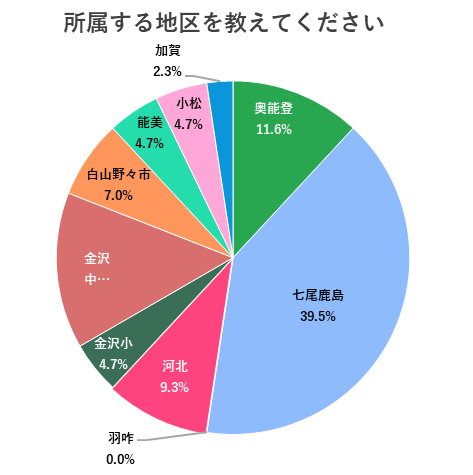 所属する地区を教えてください
加賀
2.3%
奥能登
11.6%
小松
4.7%
能美
4.7%
白山野々市
7.0%
金沢
中…
七尾鹿島
39.5%
金沢小
4.7%
河北
9.3%
羽咋
0.0%